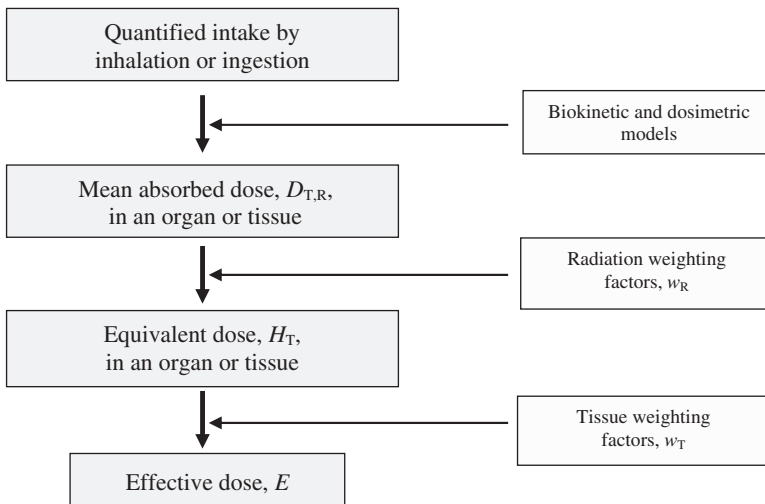 Quantified intake by
inhalation or ingestion
Biokinetic and dosimetric
models
Mean absorbed dose, D_T,R,
in an organ or tissue
Radiation weighting
factors, w_R
Equivalent dose, H_T,
in an organ or tissue
Tissue weighting
factors, w_T
Effective dose, E